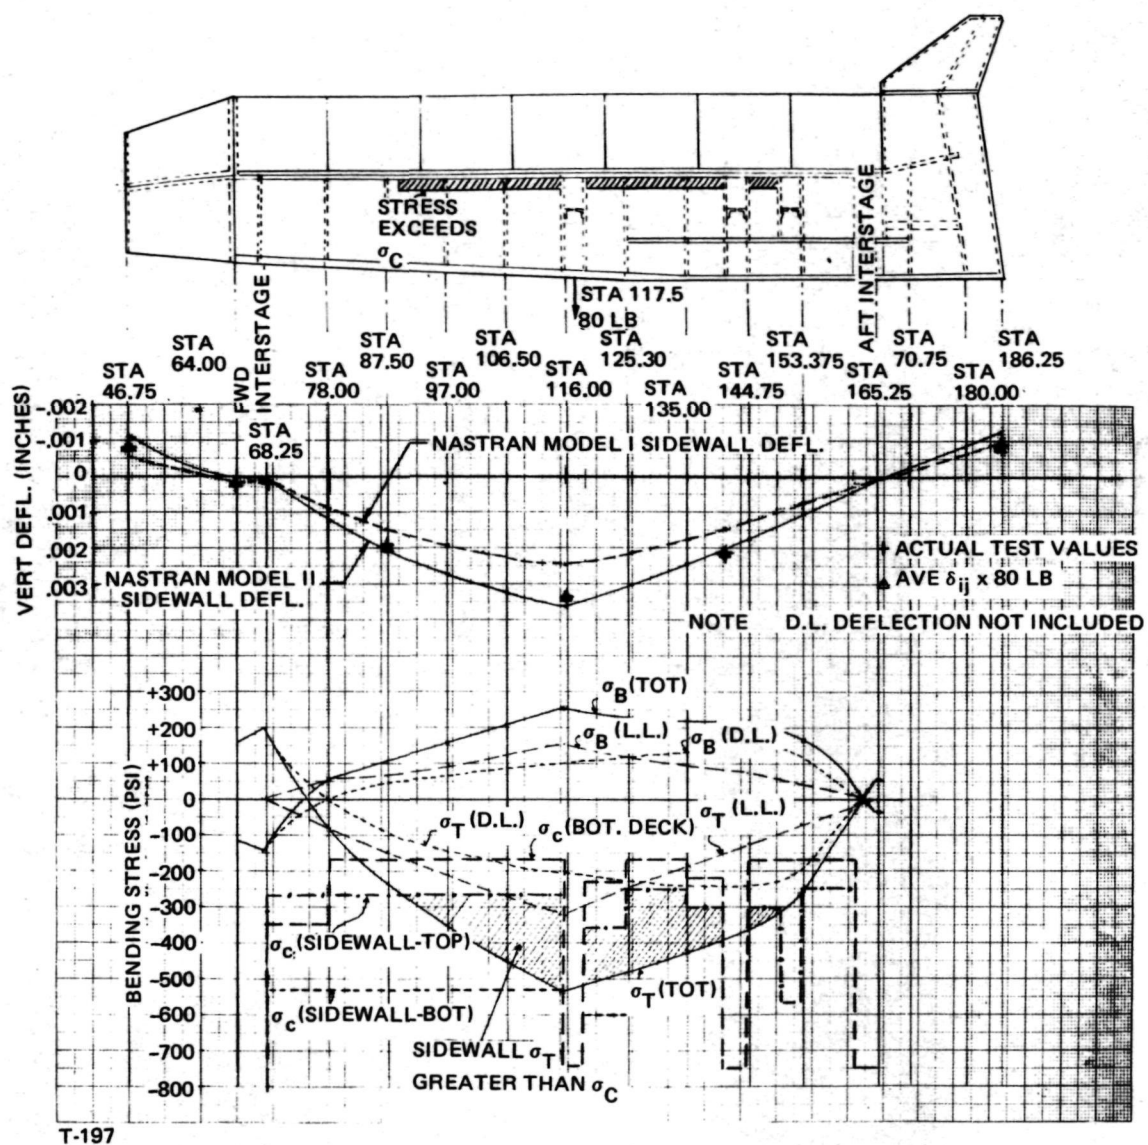 STRESS
EXCEEDS
σC
STA 117.5
80 LB
FWD
INTERSTAGE
AFT INTERSTAGE
STA
46.75
STA
64.00
STA
68.25
STA
78.00
STA
87.50
STA
97.00
STA
106.50
STA
116.00
STA
125.30
STA
135.00
STA
144.75
STA
153.375
STA
165.25
STA
70.75
STA
180.00
STA
186.25
VERT DEFL. (INCHES)
-.002
-.001
0
.001
.002
.003
NASTRAN MODEL I SIDEWALL DEFL.
NASTRAN MODEL II
SIDEWALL DEFL.
ACTUAL TEST VALUES
AVE δij x 80 LB
NOTE D.L. DEFLECTION NOT INCLUDED
BENDING STRESS (PSI)
+300
+200
+100
0
-100
-200
-300
-400
-500
-600
-700
-800
σB (TOT)
σB (L.L.)
σB (D.L.)
σT (D.L.)
σc (BOT. DECK)
σT (L.L.)
σc (SIDEWALL-TOP)
σc (SIDEWALL-BOT)
σT (TOT)
SIDEWALL σT
GREATER THAN σC
T-197